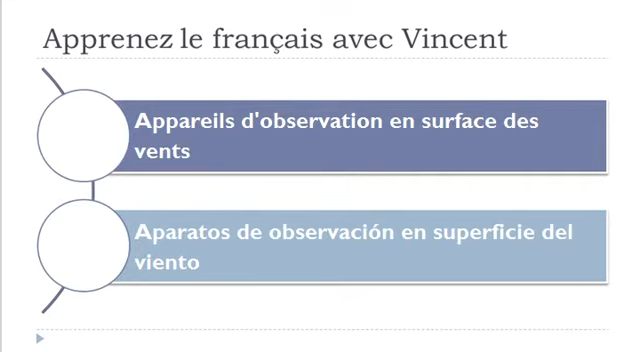 Apprenez le français avec Vincent
Appareils d'observation en surface des
vents
Aparatos de observación en superficie del
viento